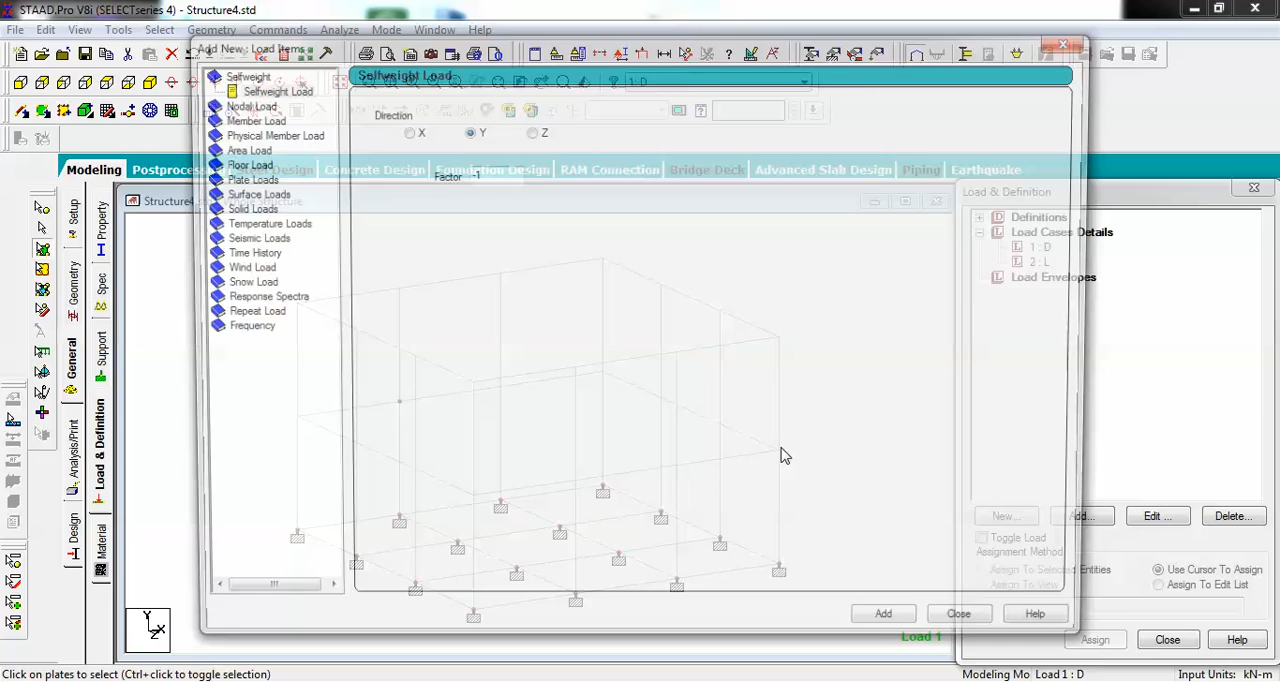 STAAD.Pro V8i (SELECTseries 4) - Structure4.std
File Edit View Tools Select Geometry Commands Analyze Mode Window Help
Add New : Load Items
Selfweight
Selfweight Load
Nodal Load
Member Load
Physical Member Load
Area Load
Floor Load
Plate Loads
Surface Loads
Solid Loads
Temperature Loads
Seismic Loads
Time History
Wind Load
Snow Load
Response Spectra
Repeat Load
Frequency
Selfweight Load
1: D
Direction
X Y Z
Factor -1
Add Close Help
Modeling Postprocessing Steel Design Concrete Design Foundation Design RAM Connection Bridge Deck Advanced Slab Design Piping Earthquake
Setup
Geometry
General
Analysis/Print
Design
Property
Spec
Support
Load & Definition
Material
Load & Definition
Definitions
Load Cases Details
1 : D
2 : L
Load Envelopes
New... Add... Edit ... Delete...
Toggle Load
Assignment Method
Assign To Selected Entities
Use Cursor To Assign
Assign To View
Assign To Edit List
Assign Close Help
Load 1
Y
X
Z
Click on plates to select (Ctrl+click to toggle selection)
Modeling Mo Load 1 : D Input Units: kN-m